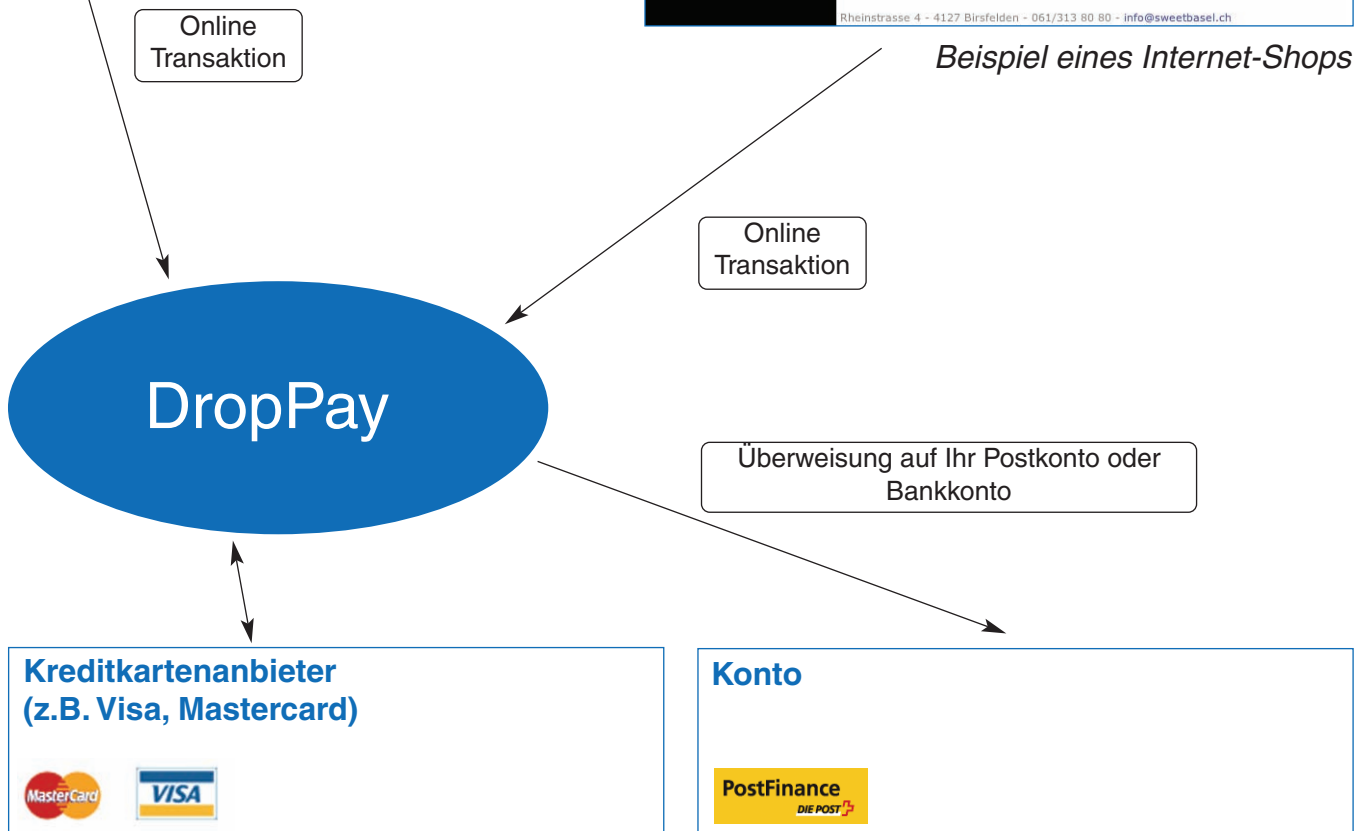 Rheinstrasse 4 - 4127 Birsfelden - 061/313 80 80 - info@sweetbasel.ch
Online
Transaktion
Beispiel eines Internet-Shops
Online
Transaktion
DropPay
Überweisung auf Ihr Postkonto oder
Bankkonto
Kreditkartenanbieter
(z.B. Visa, Mastercard)
MasterCard
VISA
Konto
PostFinance
DIE POST